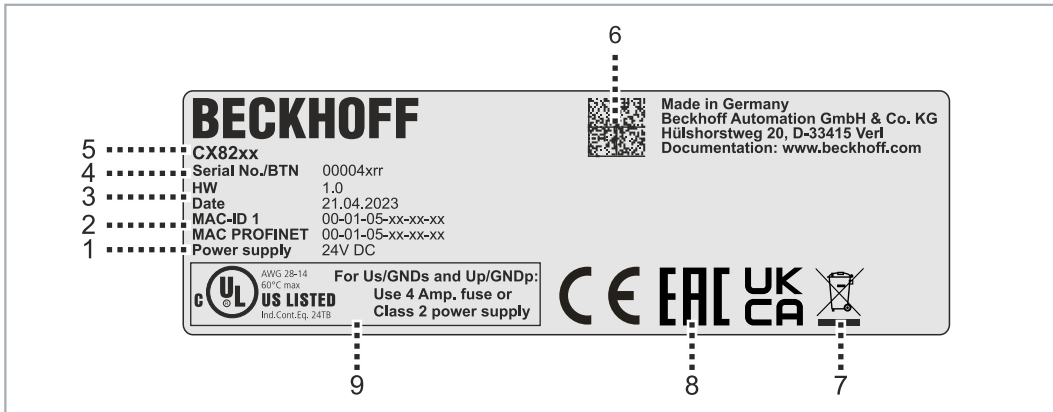 6
BECKHOFF
Made in Germany
Beckhoff Automation GmbH & Co. KG
Hülshorstweg 20, D-33415 Verl
Documentation: www.beckhoff.com
5 CX82xx
4 Serial No./BTN 00004xrr
HW 1.0
3 Date 21.04.2023
2 MAC-ID 1 00-01-05-xx-xx-xx
MAC PROFINET 00-01-05-xx-xx-xx
1 Power supply 24V DC
C UL US LISTED
AWG 28-14
60°C max
Ind.Cont.Eq. 24TB
For Us/GNDs and Up/GNDp:
Use 4 Amp. fuse or
Class 2 power supply
CE EAC UK CA
9 8 7